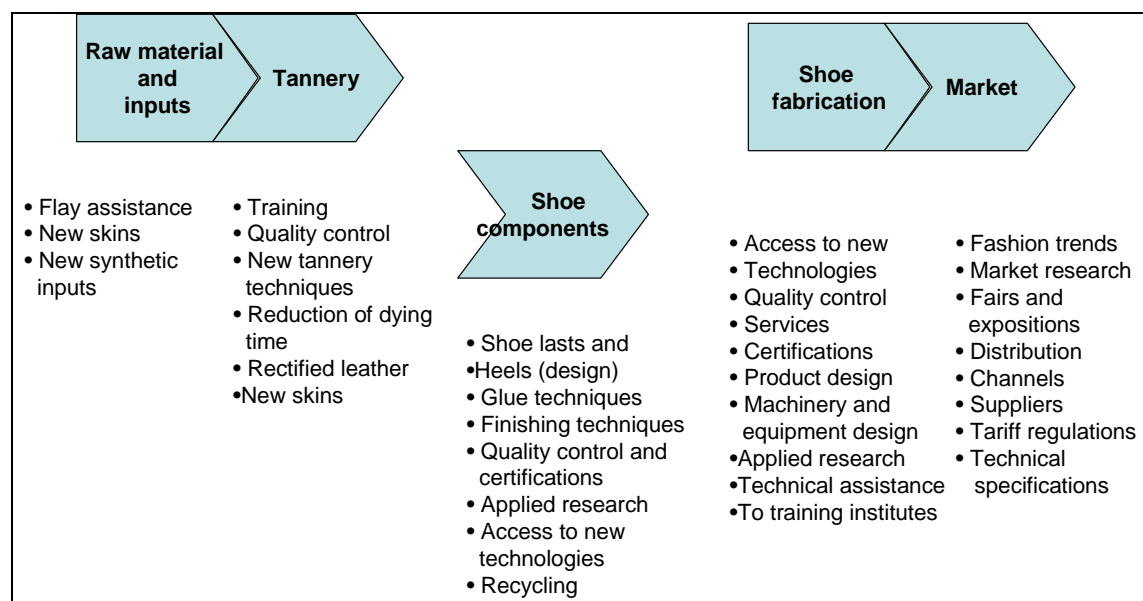 Raw material
and
inputs
Tannery
Shoe
fabrication
Market
Shoe
components
• Flay assistance
• New skins
• New synthetic
inputs
• Training
• Quality control
• New tannery
techniques
• Reduction of dying
time
• Rectified leather
•New skins
• Shoe lasts and
•Heels (design)
• Glue techniques
• Finishing techniques
• Quality control and
certifications
• Applied research
• Access to new
technologies
• Recycling
• Access to new
• Technologies
• Quality control
• Services
• Certifications
• Product design
• Machinery and
equipment design
•Applied research
•Technical assistance
•To training institutes
• Fashion trends
• Market research
• Fairs and
expositions
• Distribution
• Channels
• Suppliers
• Tariff regulations
• Technical
specifications